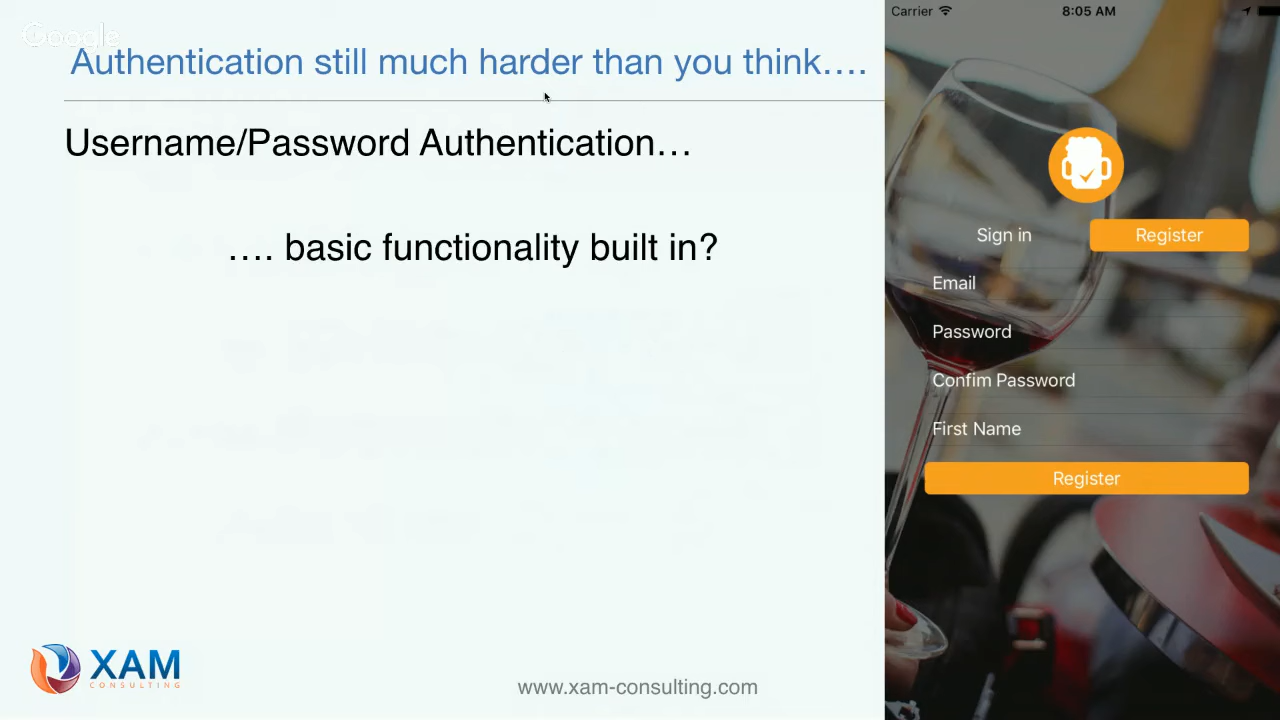 Google
Authentication still much harder than you think….
Username/Password Authentication…
…. basic functionality built in?
XAM
CONSULTING
www.xam-consulting.com
Carrier 8:05 AM
Sign in Register
Email
Password
Confim Password
First Name
Register